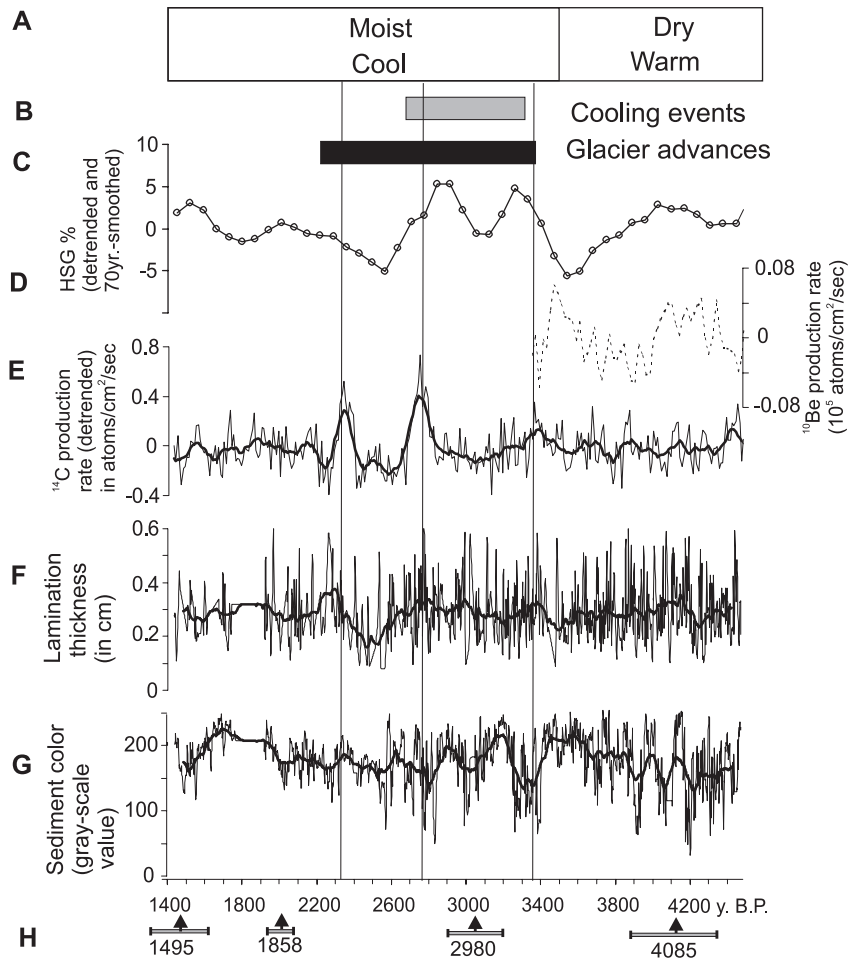 A
Moist
Cool
Dry
Warm
B
Cooling events
C
Glacier advances
10
5
0
-5
HSG %
(detrended and
70yr.-smoothed)
D
0.08
0
-0.08
¹⁰Be production rate
(10⁵ atoms/cm²/sec)
E
0.8
0.4
0
-0.4
¹⁴C production
rate (detrended)
in atoms/cm²/sec
F
0.6
0.4
0.2
0
Lamination
thickness
(in cm)
G
200
100
0
Sediment color
(gray-scale
value)
1400 1800 2200 2600 3000 3400 3800 4200 y. B.P.
H
1495 1858 2980 4085